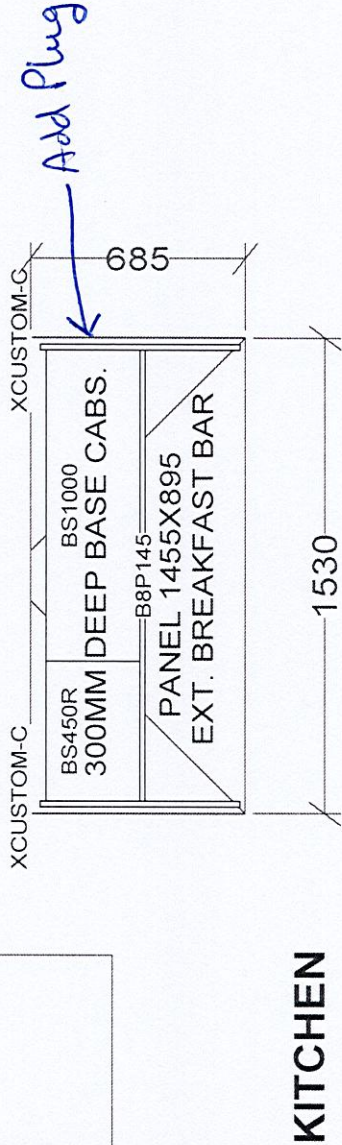 XCUSTOM-C
XCUSTOM-C
Add Plug
BS450R
BS1000
300MM DEEP BASE CABS.
685
B8P145
PANEL 1455X895
EXT. BREAKFAST BAR
1530
KITCHEN